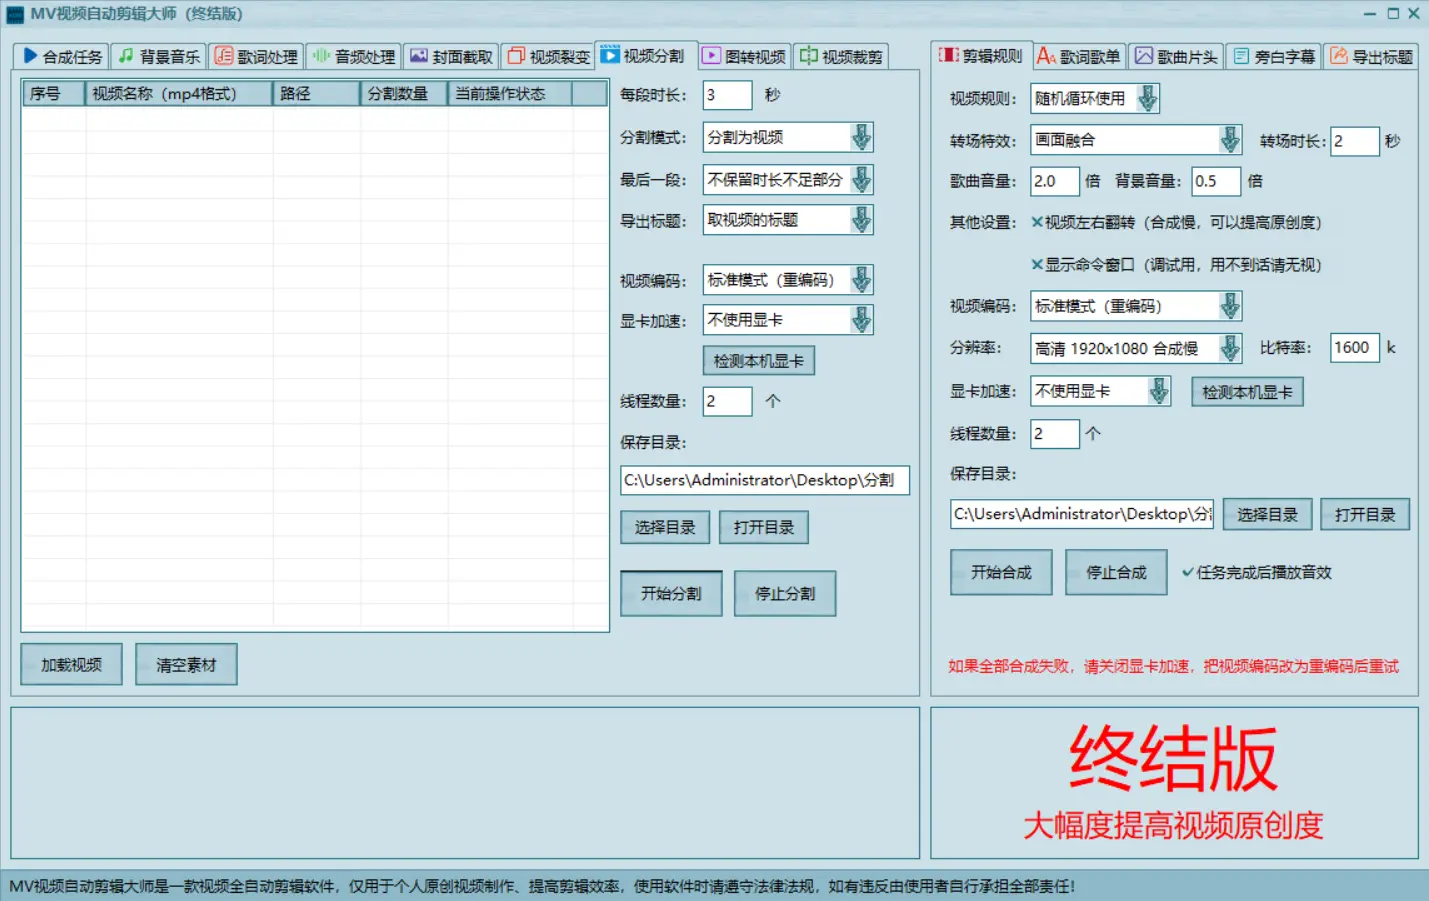 MV视频自动剪辑大师（终结版）
合成任务 背景音乐 歌词处理 音频处理 封面截取 视频裂变 视频分割 图转视频 视频裁剪
序号 视频名称（mp4格式） 路径 分割数量 当前操作状态
每段时长： 3 秒
分割模式： 分割为视频
最后一段： 不保留时长不足部分
导出标题： 取视频的标题
视频编码： 标准模式（重编码）
显卡加速： 不使用显卡
检测本机显卡
线程数量： 2 个
保存目录：
C:\Users\Administrator\Desktop\分割
选择目录 打开目录
开始分割 停止分割
加载视频 清空素材
剪辑规则 歌词歌单 歌曲片头 旁白字幕 导出标题
视频规则： 随机循环使用
转场特效： 画面融合 转场时长： 2 秒
歌曲音量： 2.0 倍 背景音量： 0.5 倍
其他设置： ×视频左右翻转（合成慢，可以提高原创度）
×显示命令窗口（调试用，用不到话请无视）
视频编码： 标准模式（重编码）
分辨率： 高清 1920x1080 合成慢 比特率： 1600 k
显卡加速： 不使用显卡 检测本机显卡
线程数量： 2 个
保存目录：
C:\Users\Administrator\Desktop\分 选择目录 打开目录
开始合成 停止合成 ✓任务完成后播放音效
如果全部合成失败，请关闭显卡加速，把视频编码改为重编码后重试
终结版
大幅度提高视频原创度
MV视频自动剪辑大师是一款视频全自动剪辑软件，仅用于个人原创视频制作、提高剪辑效率，使用软件时请遵守法律法规，如有违反由使用者自行承担全部责任！